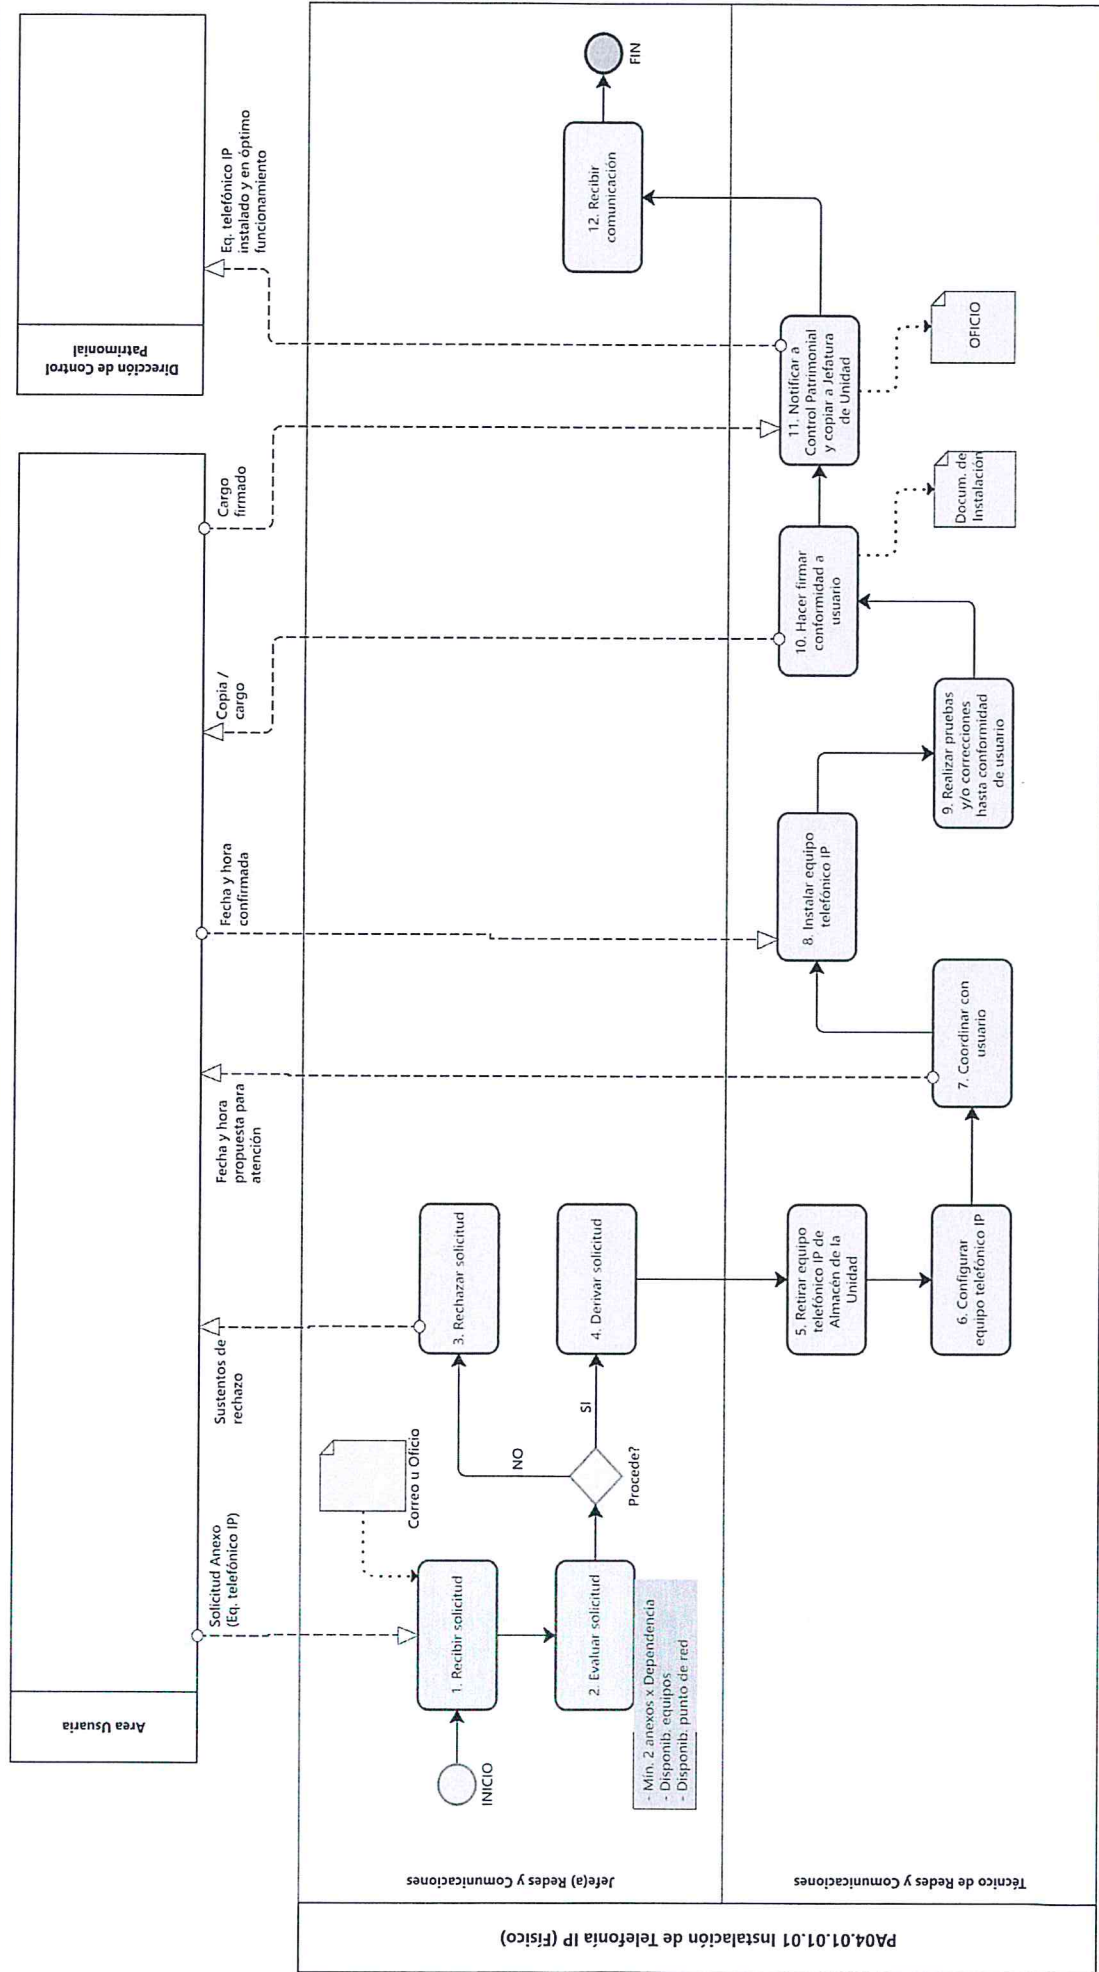 Area Usuaria
Dirección de Control
Patrimonial
Solicitud Anexo
(Eq. telefónico IP)
Sustentos de
rechazo
Fecha y hora
propuesta para
atención
Fecha y hora
confirmada
Copia /
cargo
Cargo
firmado
Eq. telefónico IP
instalado y en óptimo
funcionamiento
PA04.01.01.01 Instalación de Telefonía IP (Físico)
Jefe(a) Redes y Comunicaciones
INICIO
Correo u Oficio
1. Recibir solicitud
2. Evaluar solicitud
- Mín. 2 anexos x Dependencia
- Disponib. equipos
- Disponib. punto de red
Procede?
NO
SI
3. Rechazar solicitud
4. Derivar solicitud
12. Recibir
comunicación
FIN
Técnico de Redes y Comunicaciones
5. Retirar equipo
telefónico IP de
Almacén de la
Unidad
6. Configurar
equipo telefónico IP
7. Coordinar con
usuario
8. Instalar equipo
telefónico IP
9. Realizar pruebas
y/o correcciones
hasta conformidad
de usuario
10. Hacer firmar
conformidad a
usuario
Docum. de
Instalación
11. Notificar a
Control Patrimonial
y copiar a Jefatura
de Unidad
OFICIO